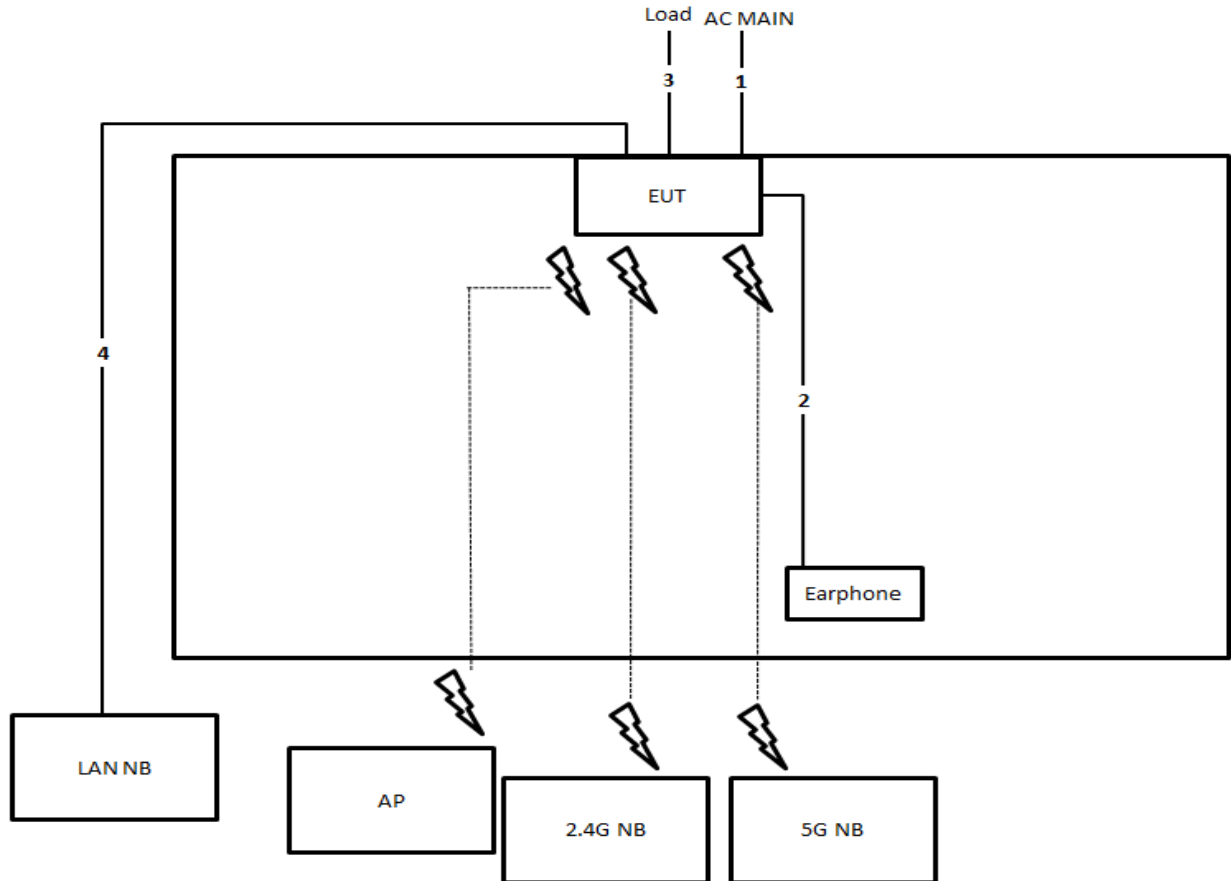 Load AC MAIN
3 1
EUT
4
2
Earphone
LAN NB
AP
2.4G NB
5G NB